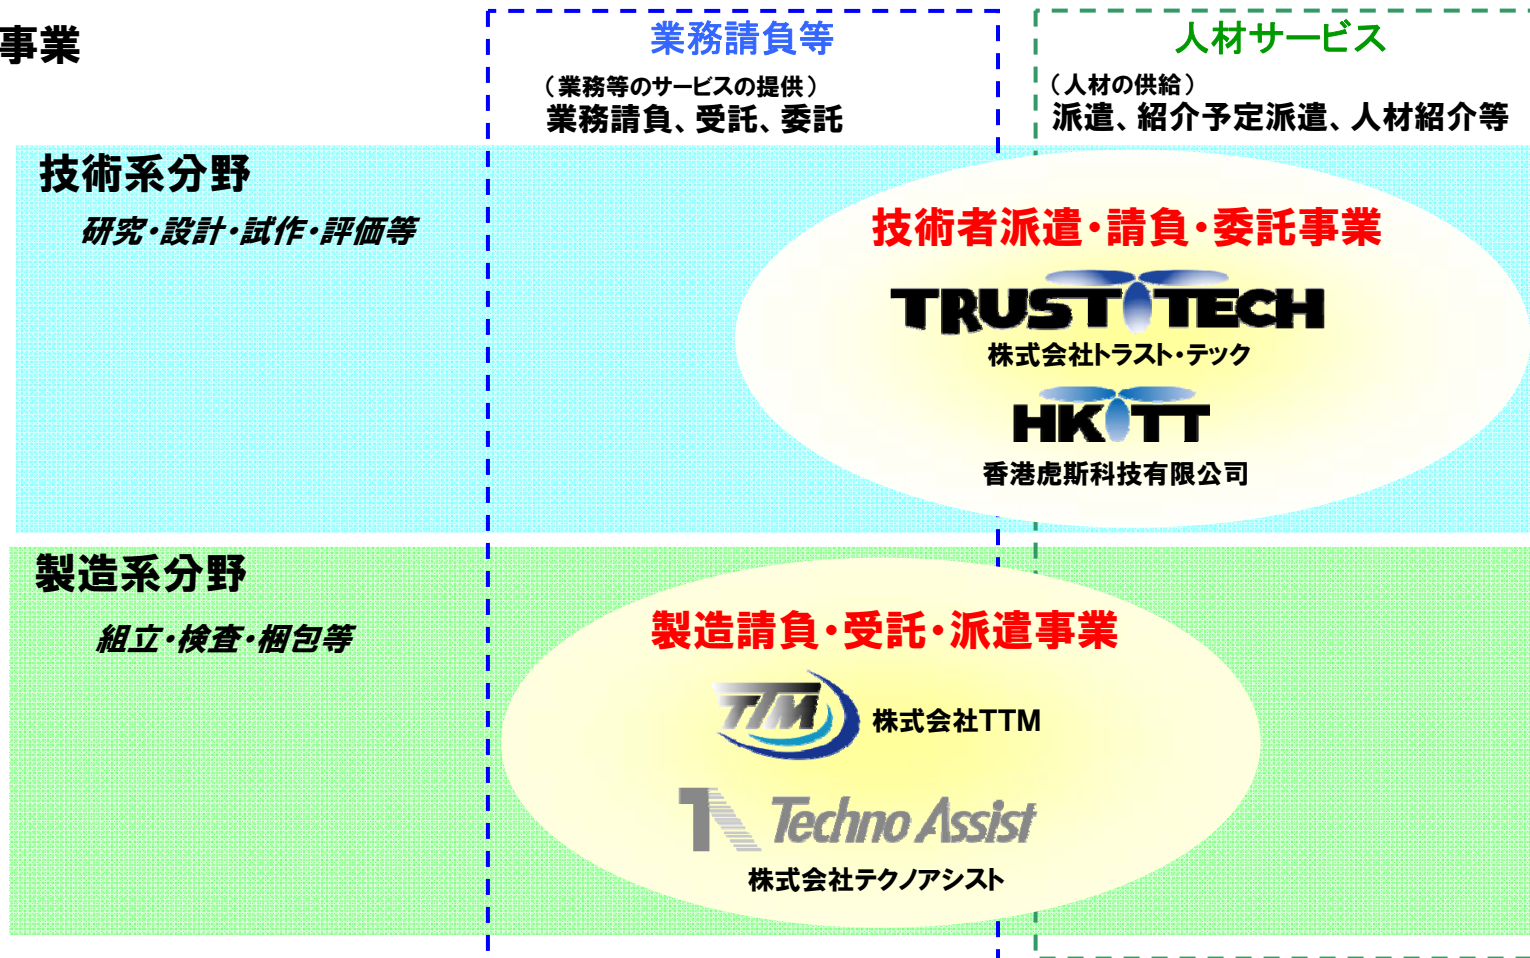 事業
業務請負等
（業務等のサービスの提供）
業務請負、受託、委託
人材サービス
（人材の供給）
派遣、紹介予定派遣、人材紹介等
技術系分野
研究・設計・試作・評価等
技術者派遣・請負・委託事業
TRUST TECH
株式会社トラスト・テック
HKTT
香港虎斯科技有限公司
製造系分野
組立・検査・梱包等
製造請負・受託・派遣事業
TTM
株式会社TTM
Techno Assist
株式会社テクノアシスト